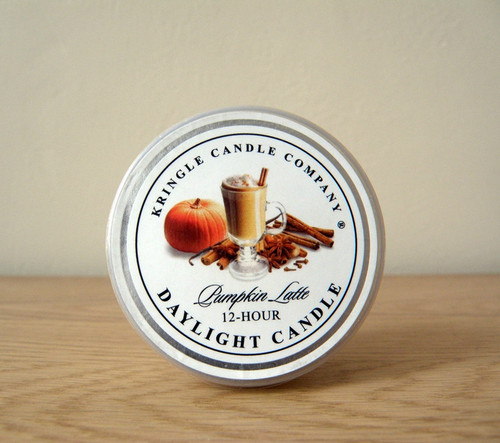 KRINGLE CANDLE COMPANY ®
Pumpkin Latte
12-HOUR
DAYLIGHT CANDLE